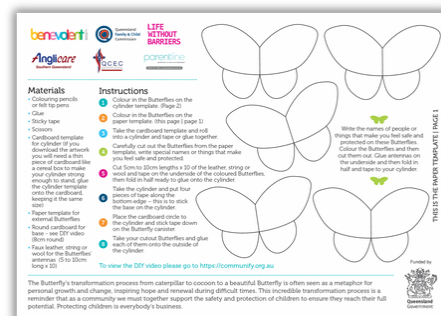 benevolent
Queensland
Family & Child
Commission
LIFE
WITHOUT
BARRIERS
Anglicare
Southern Queensland
QCEC
parentline
Materials
- Colouring pencils
or felt tip pens
- Glue
- Sticky tape
- Scissors
- Cardboard template
for cylinder (if you
download the artwork
you will need a thin
piece of cardboard like
a cereal box to make
your cylinder strong
enough to stand, glue
the cylinder template
onto the cardboard,
keeping it the same
size)
- Paper template for
external Butterflies
- Round cardboard for
base - see DIY video
(8cm round)
- Faux leather, string or
wool for the Butterflies'
antennas (5 to 10cm
long x 10)
Instructions
1 Colour in the Butterflies on the
cylinder template. (Page 2)
2 Colour in the Butterflies on the
paper template. (this page | page 1)
3 Take the cardboard template and roll
into a cylinder and tape or glue together.
4 Carefully cut out the Butterflies from the paper
template, write special names or things that make
you feel safe and protected.
5 Cut 5cm to 10cm lengths x 10 of the leather, string or
wool and tape on the underside of the coloured Butterflies,
then fold in half ready to glue onto the cylinder.
6 Take the cylinder and put four
pieces of tape along the
bottom edge – this is to stick
the base on the cylinder.
7 Place the cardboard circle to
the cylinder and stick tape down
on the Butterfly canister.
8 Take your cutout Butterflies and glue
each of them onto the outside of
the cylinder.
To view the DIY video please go to https://communify.org.au
Write the names of people or
things that make you feel safe and
protected on these Butterflies.
Colour the Butterflies and then
cut them out. Glue antennas on
the underside and then fold in
half and tape to your cylinder.
THIS IS THE PAPER TEMPLATE | PAGE 1
Funded by
Queensland
Government
The Butterfly's transformation process from caterpillar to cocoon to a beautiful Butterfly is often seen as a metaphor for
personal growth and change, inspiring hope and renewal during difficult times. This incredible transformation process is a
reminder that as a community we must together support the safety and protection of children to ensure they reach their full
potential. Protecting children is everybody's business.